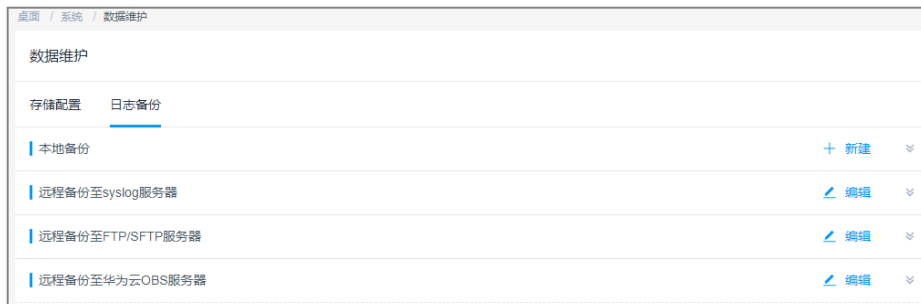 桌面 / 系统 / 数据维护
数据维护
存储配置 日志备份
本地备份 新建
远程备份至syslog服务器 编辑
远程备份至FTP/SFTP服务器 编辑
远程备份至华为云OBS服务器 编辑